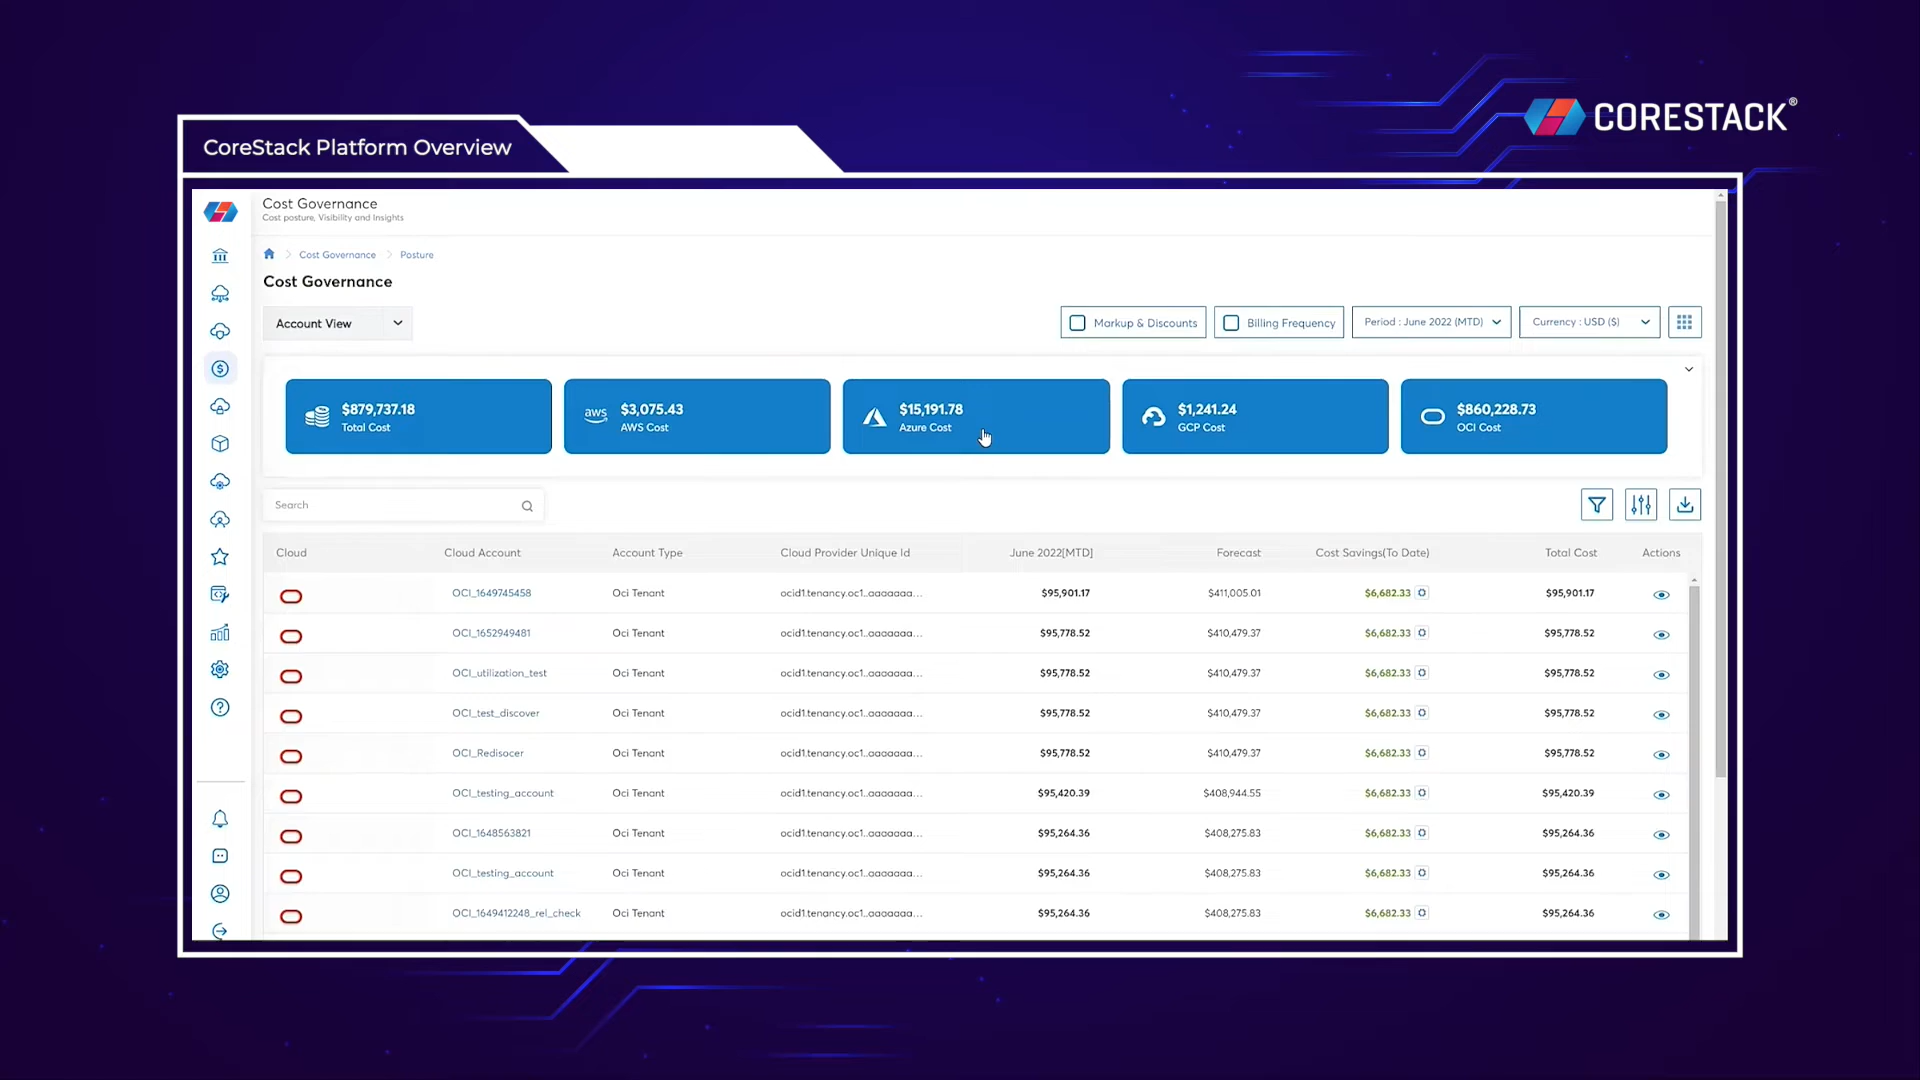 CORESTACK®
CoreStack Platform Overview
Cost Governance
Cost posture, Visibility and Insights
Cost Governance Posture
Cost Governance
Account View Markup & Discounts Billing Frequency Period : June 2022 (MTD) Currency : USD ($)
$879,737.18 $3,075.43 $15,191.78 $1,241.24 $860,228.73
Total Cost aws AWS Cost Azure Cost GCP Cost OCI Cost
Search
Cloud Cloud Account Account Type Cloud Provider Unique Id June 2022[MTD] Forecast Cost Savings(To Date) Total Cost Actions
OCI_1649745458 Oci Tenant ocid1.tenancy.oc1..aaaaaaa... $95,901.17 $411,005.01 $6,682.33 $95,901.17
OCI_1652949481 Oci Tenant ocid1.tenancy.oc1..aaaaaaa... $95,778.52 $410,479.37 $6,682.33 $95,778.52
OCI_utilization_test Oci Tenant ocid1.tenancy.oc1..aaaaaaa... $95,778.52 $410,479.37 $6,682.33 $95,778.52
OCI_test_discover Oci Tenant ocid1.tenancy.oc1..aaaaaaa... $95,778.52 $410,479.37 $6,682.33 $95,778.52
OCI_Redisocer Oci Tenant ocid1.tenancy.oc1..aaaaaaa... $95,778.52 $410,479.37 $6,682.33 $95,778.52
OCI_testing_account Oci Tenant ocid1.tenancy.oc1..aaaaaaa... $95,420.39 $408,944.55 $6,682.33 $95,420.39
OCI_1648563821 Oci Tenant ocid1.tenancy.oc1..aaaaaaa... $95,264.36 $408,275.83 $6,682.33 $95,264.36
OCI_testing_account Oci Tenant ocid1.tenancy.oc1..aaaaaaa... $95,264.36 $408,275.83 $6,682.33 $95,264.36
OCI_1649412248_rel_check Oci Tenant ocid1.tenancy.oc1..aaaaaaa... $95,264.36 $408,275.83 $6,682.33 $95,264.36